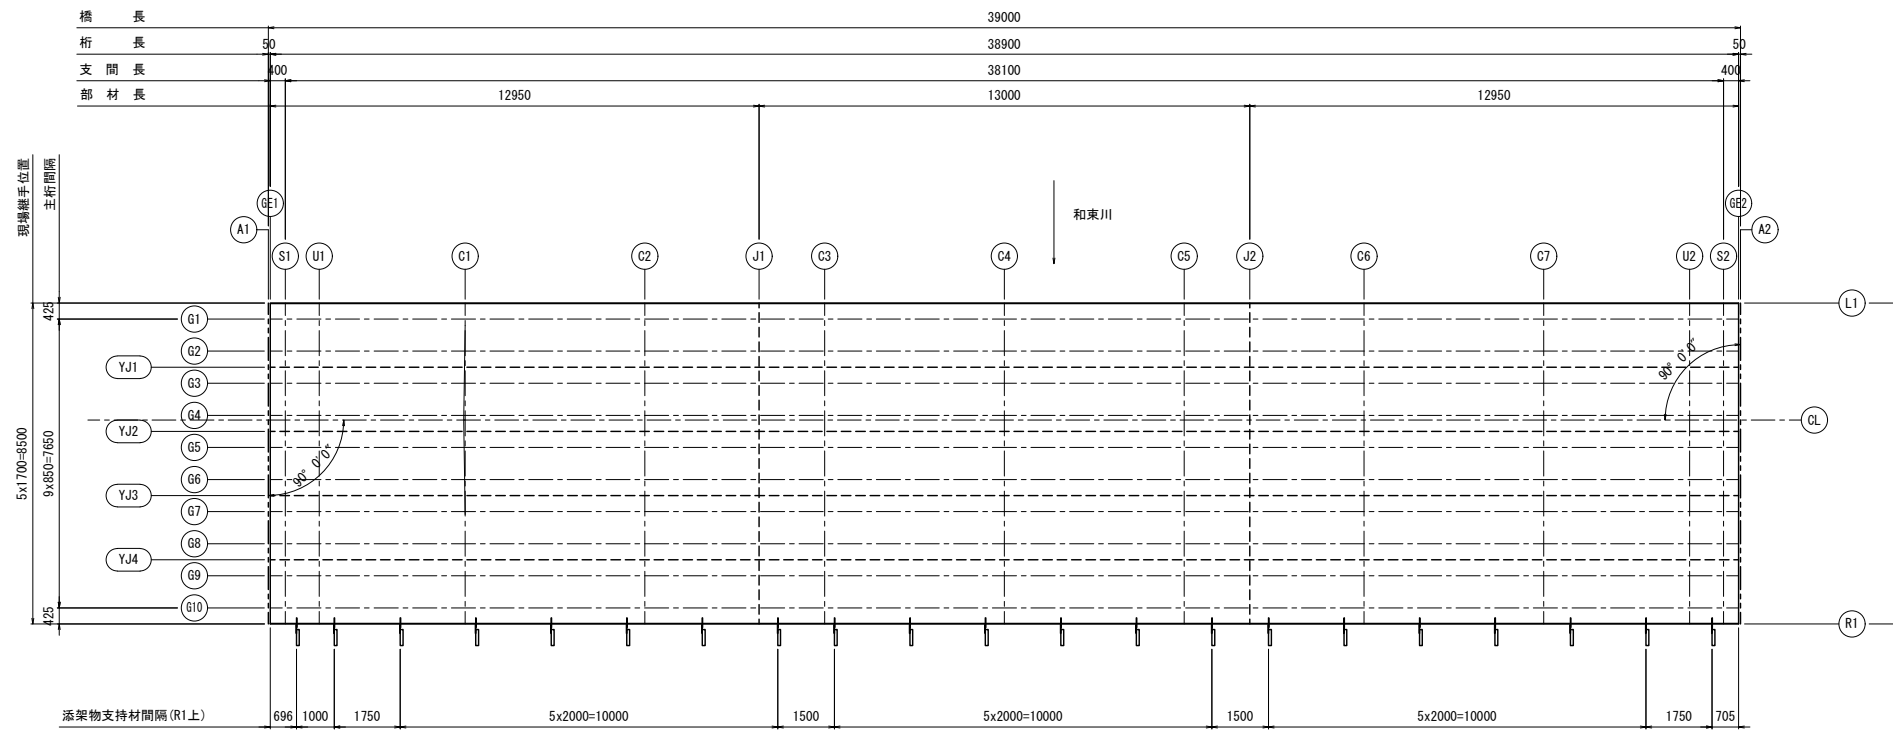 橋長 39000
桁長 50 38900 50
支間長 400 38100 400
部材長 12950 13000 12950
現場継手位置
主桁間隔
和束川
GE1 GE2
A1 A2
S1 U1 C1 C2 J1 C3 C4 C5 J2 C6 C7 U2 S2
425
L1
G1
G2
YJ1
G3
90° 0' 0"
G4
CL
YJ2
G5
5x1700=8500
9x850=7650
G6
90° 0' 0"
YJ3
G7
G8
YJ4
G9
G10
425
R1
添架物支持材間隔(R1上) 696 1000 1750 5x2000=10000 1500 5x2000=10000 1500 5x2000=10000 1750 705